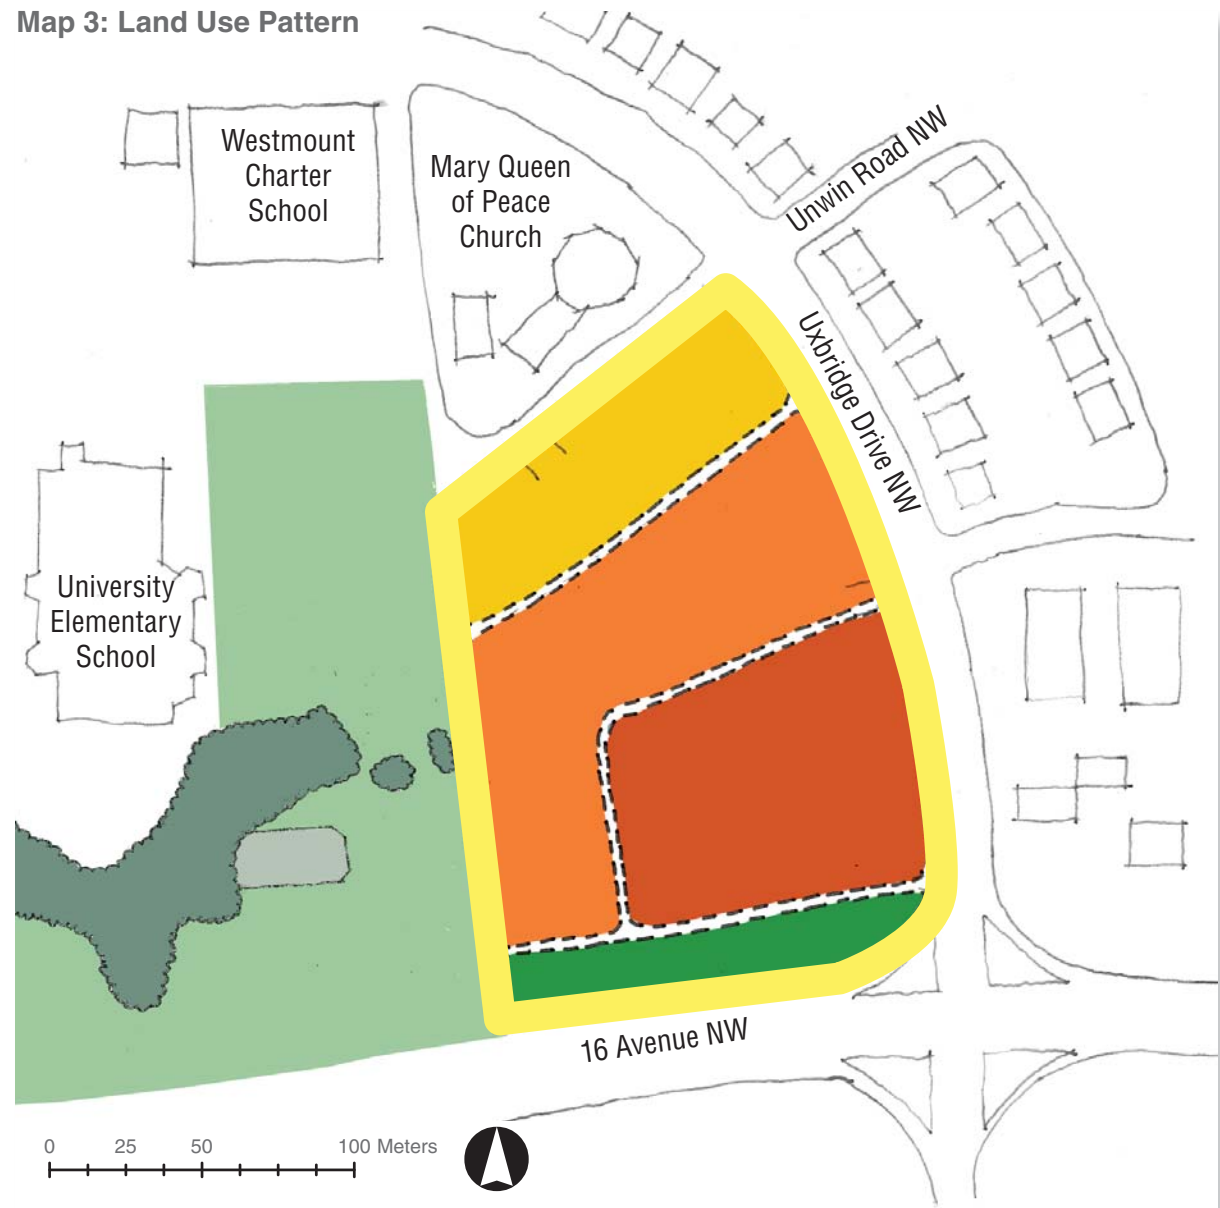 Map 3: Land Use Pattern
Westmount
Charter
School
Mary Queen
of Peace
Church
Unwin Road NW
Uxbridge Drive NW
University
Elementary
School
16 Avenue NW
0 25 50 100 Meters